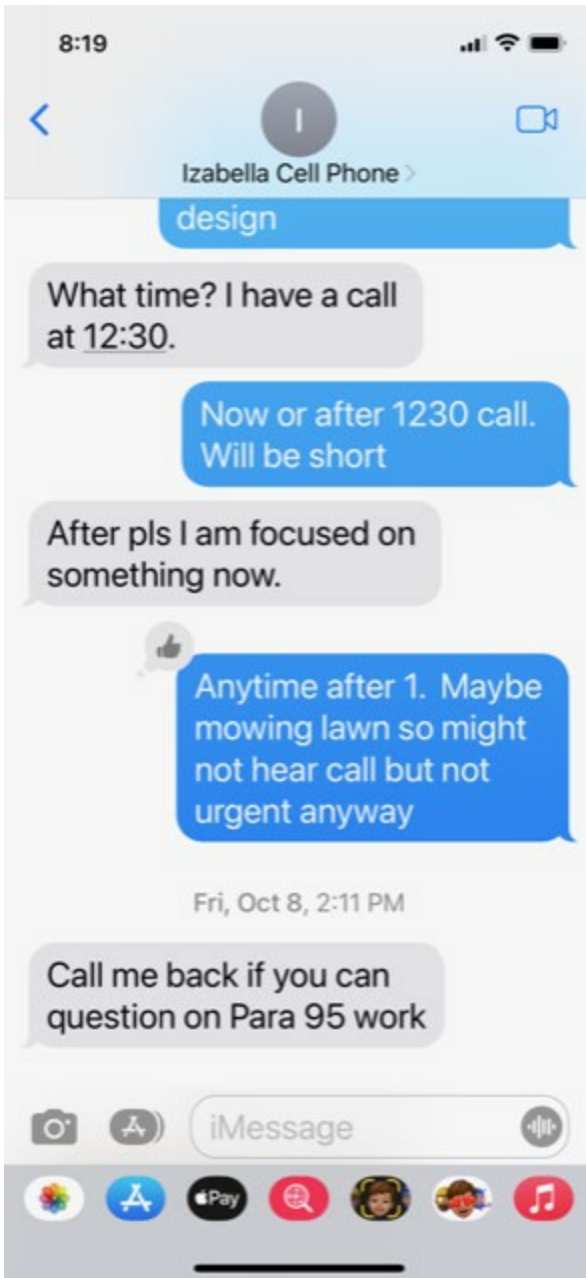 8:19
I
Izabella Cell Phone
design
What time? I have a call
at 12:30.
Now or after 1230 call.
Will be short
After pls I am focused on
something now.
Anytime after 1.  Maybe
mowing lawn so might
not hear call but not
urgent anyway
Fri, Oct 8, 2:11 PM
Call me back if you can
question on Para 95 work
iMessage
Pay